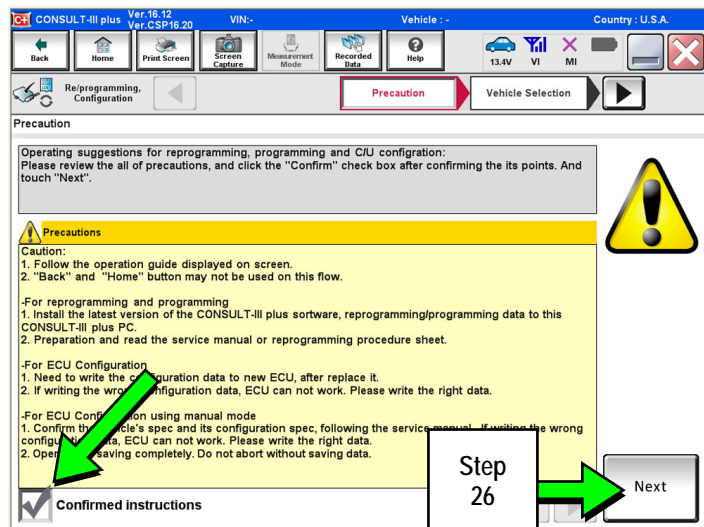 CONSULT-III plus Ver.16.12 Ver.CSP16.20 VIN:- Vehicle : - Country : U.S.A.
Back Home Print Screen Screen Capture Measurement Mode Recorded Data Help 13.4V VI MI
Re/programming, Configuration Precaution Vehicle Selection
Precaution
Operating suggestions for reprogramming, programming and C/U configration:
Please review the all of precautions, and click the "Confirm" check box after confirming the its points. And
touch "Next".
Precautions
Caution:
1. Follow the operation guide displayed on screen.
2. "Back" and "Home" button may not be used on this flow.
-For reprogramming and programming
1. Install the latest version of the CONSULT-III plus sortware, reprogramming/programming data to this
CONSULT-III plus PC.
2. Preparation and read the service manual or reprogramming procedure sheet.
-For ECU Configuration
1. Need to write the configuration data to new ECU, after replace it.
2. If writing the wrong configuration data, ECU can not work. Please write the right data.
-For ECU Configuration using manual mode
1. Confirm the vehicle's spec and its configuration spec, following the service manual. If writing the wrong
configuration data, ECU can not work. Please write the right data.
2. saving completely. Do not abort without saving data.
Step
26
Confirmed instructions
Next